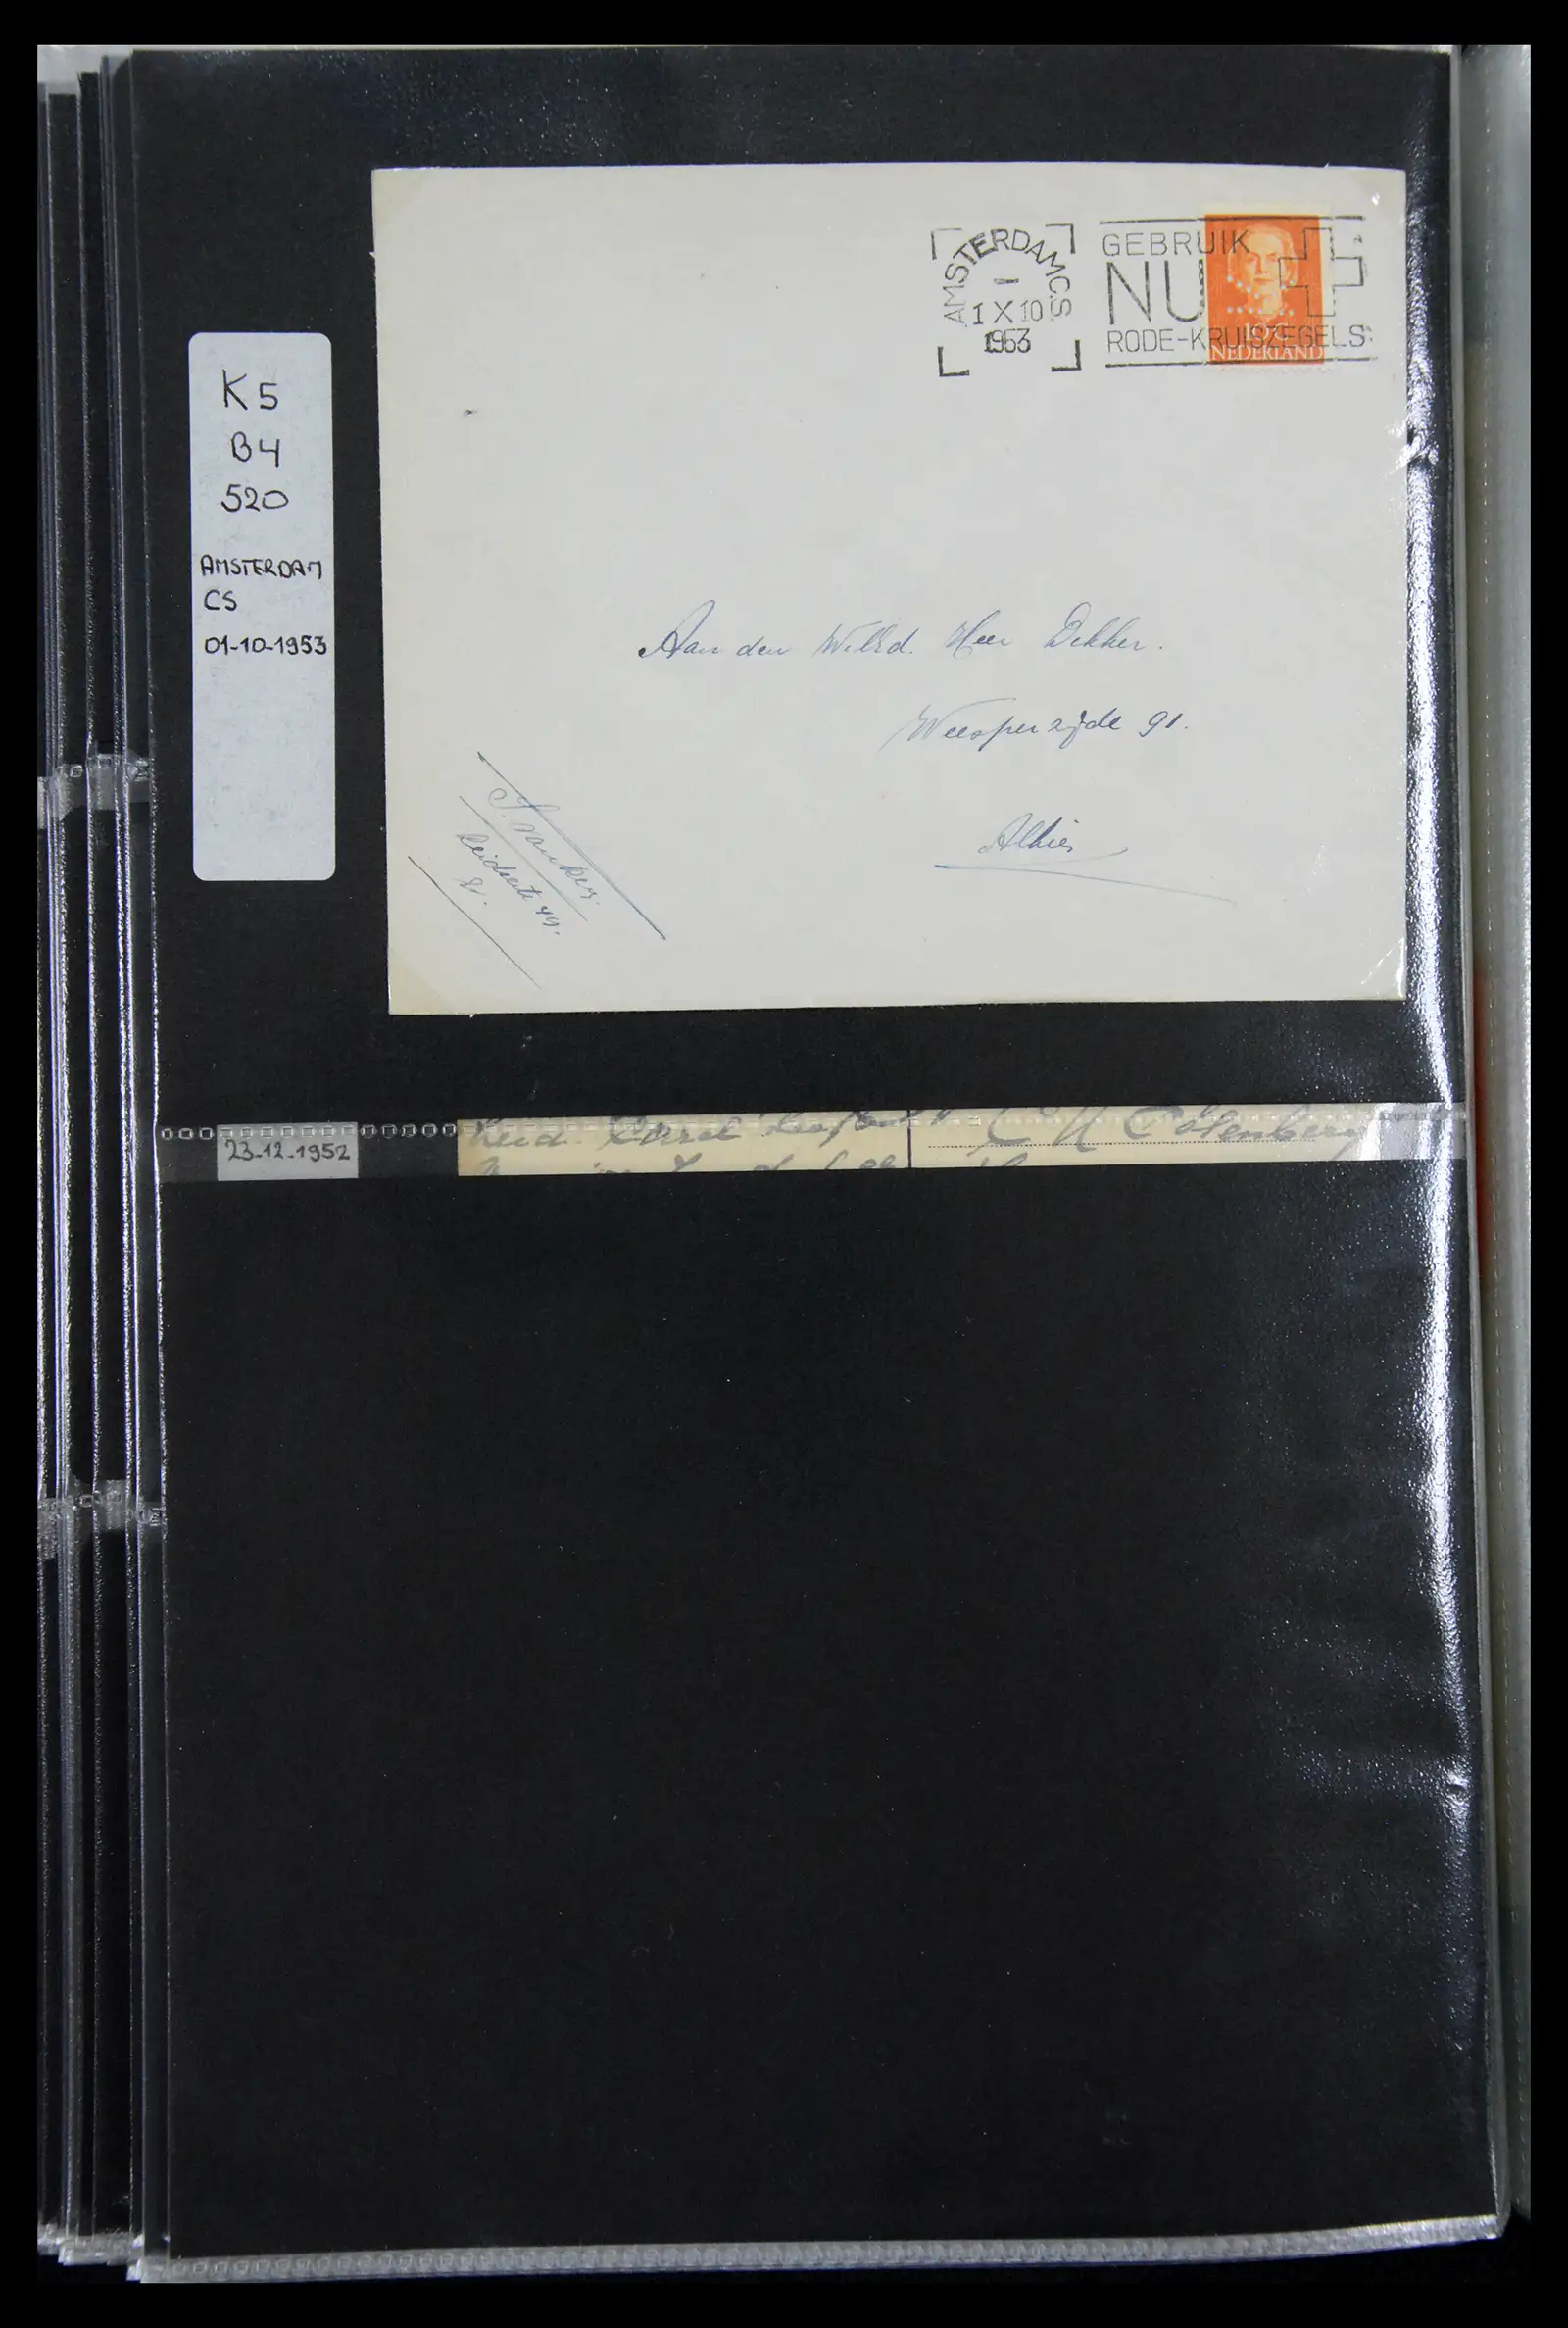 K5
B4
520
AMSTERDAM
CS
01-10-1953
AMSTERDAM C.S.
1 X 10
1953
GEBRUIK
NU
RODE-KRUISZEGELS
NEDERLAND
Aan den WelEd. Heer Dekker.
Weesperzijde 91.
Alhier
23-12-1952